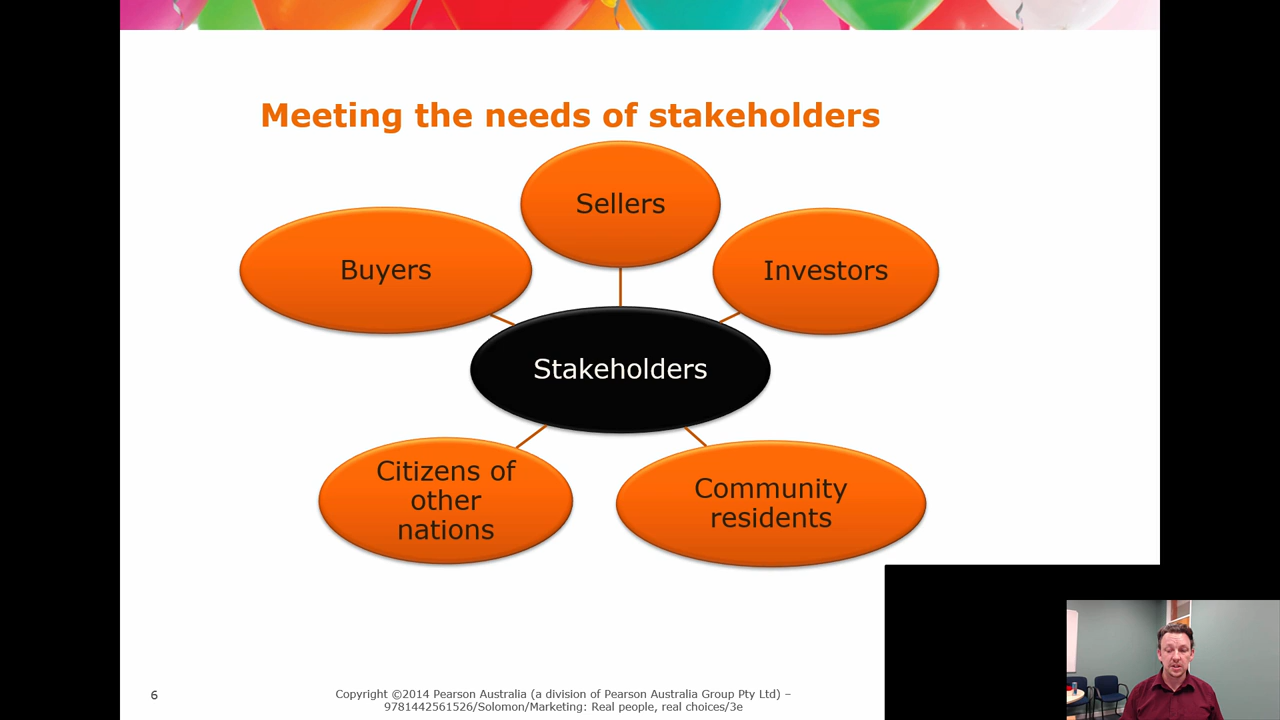 Meeting the needs of stakeholders
Sellers
Buyers
Investors
Stakeholders
Citizens of
other
nations
Community
residents
6
Copyright ©2014 Pearson Australia (a division of Pearson Australia Group Pty Ltd) –
9781442561526/Solomon/Marketing: Real people, real choices/3e